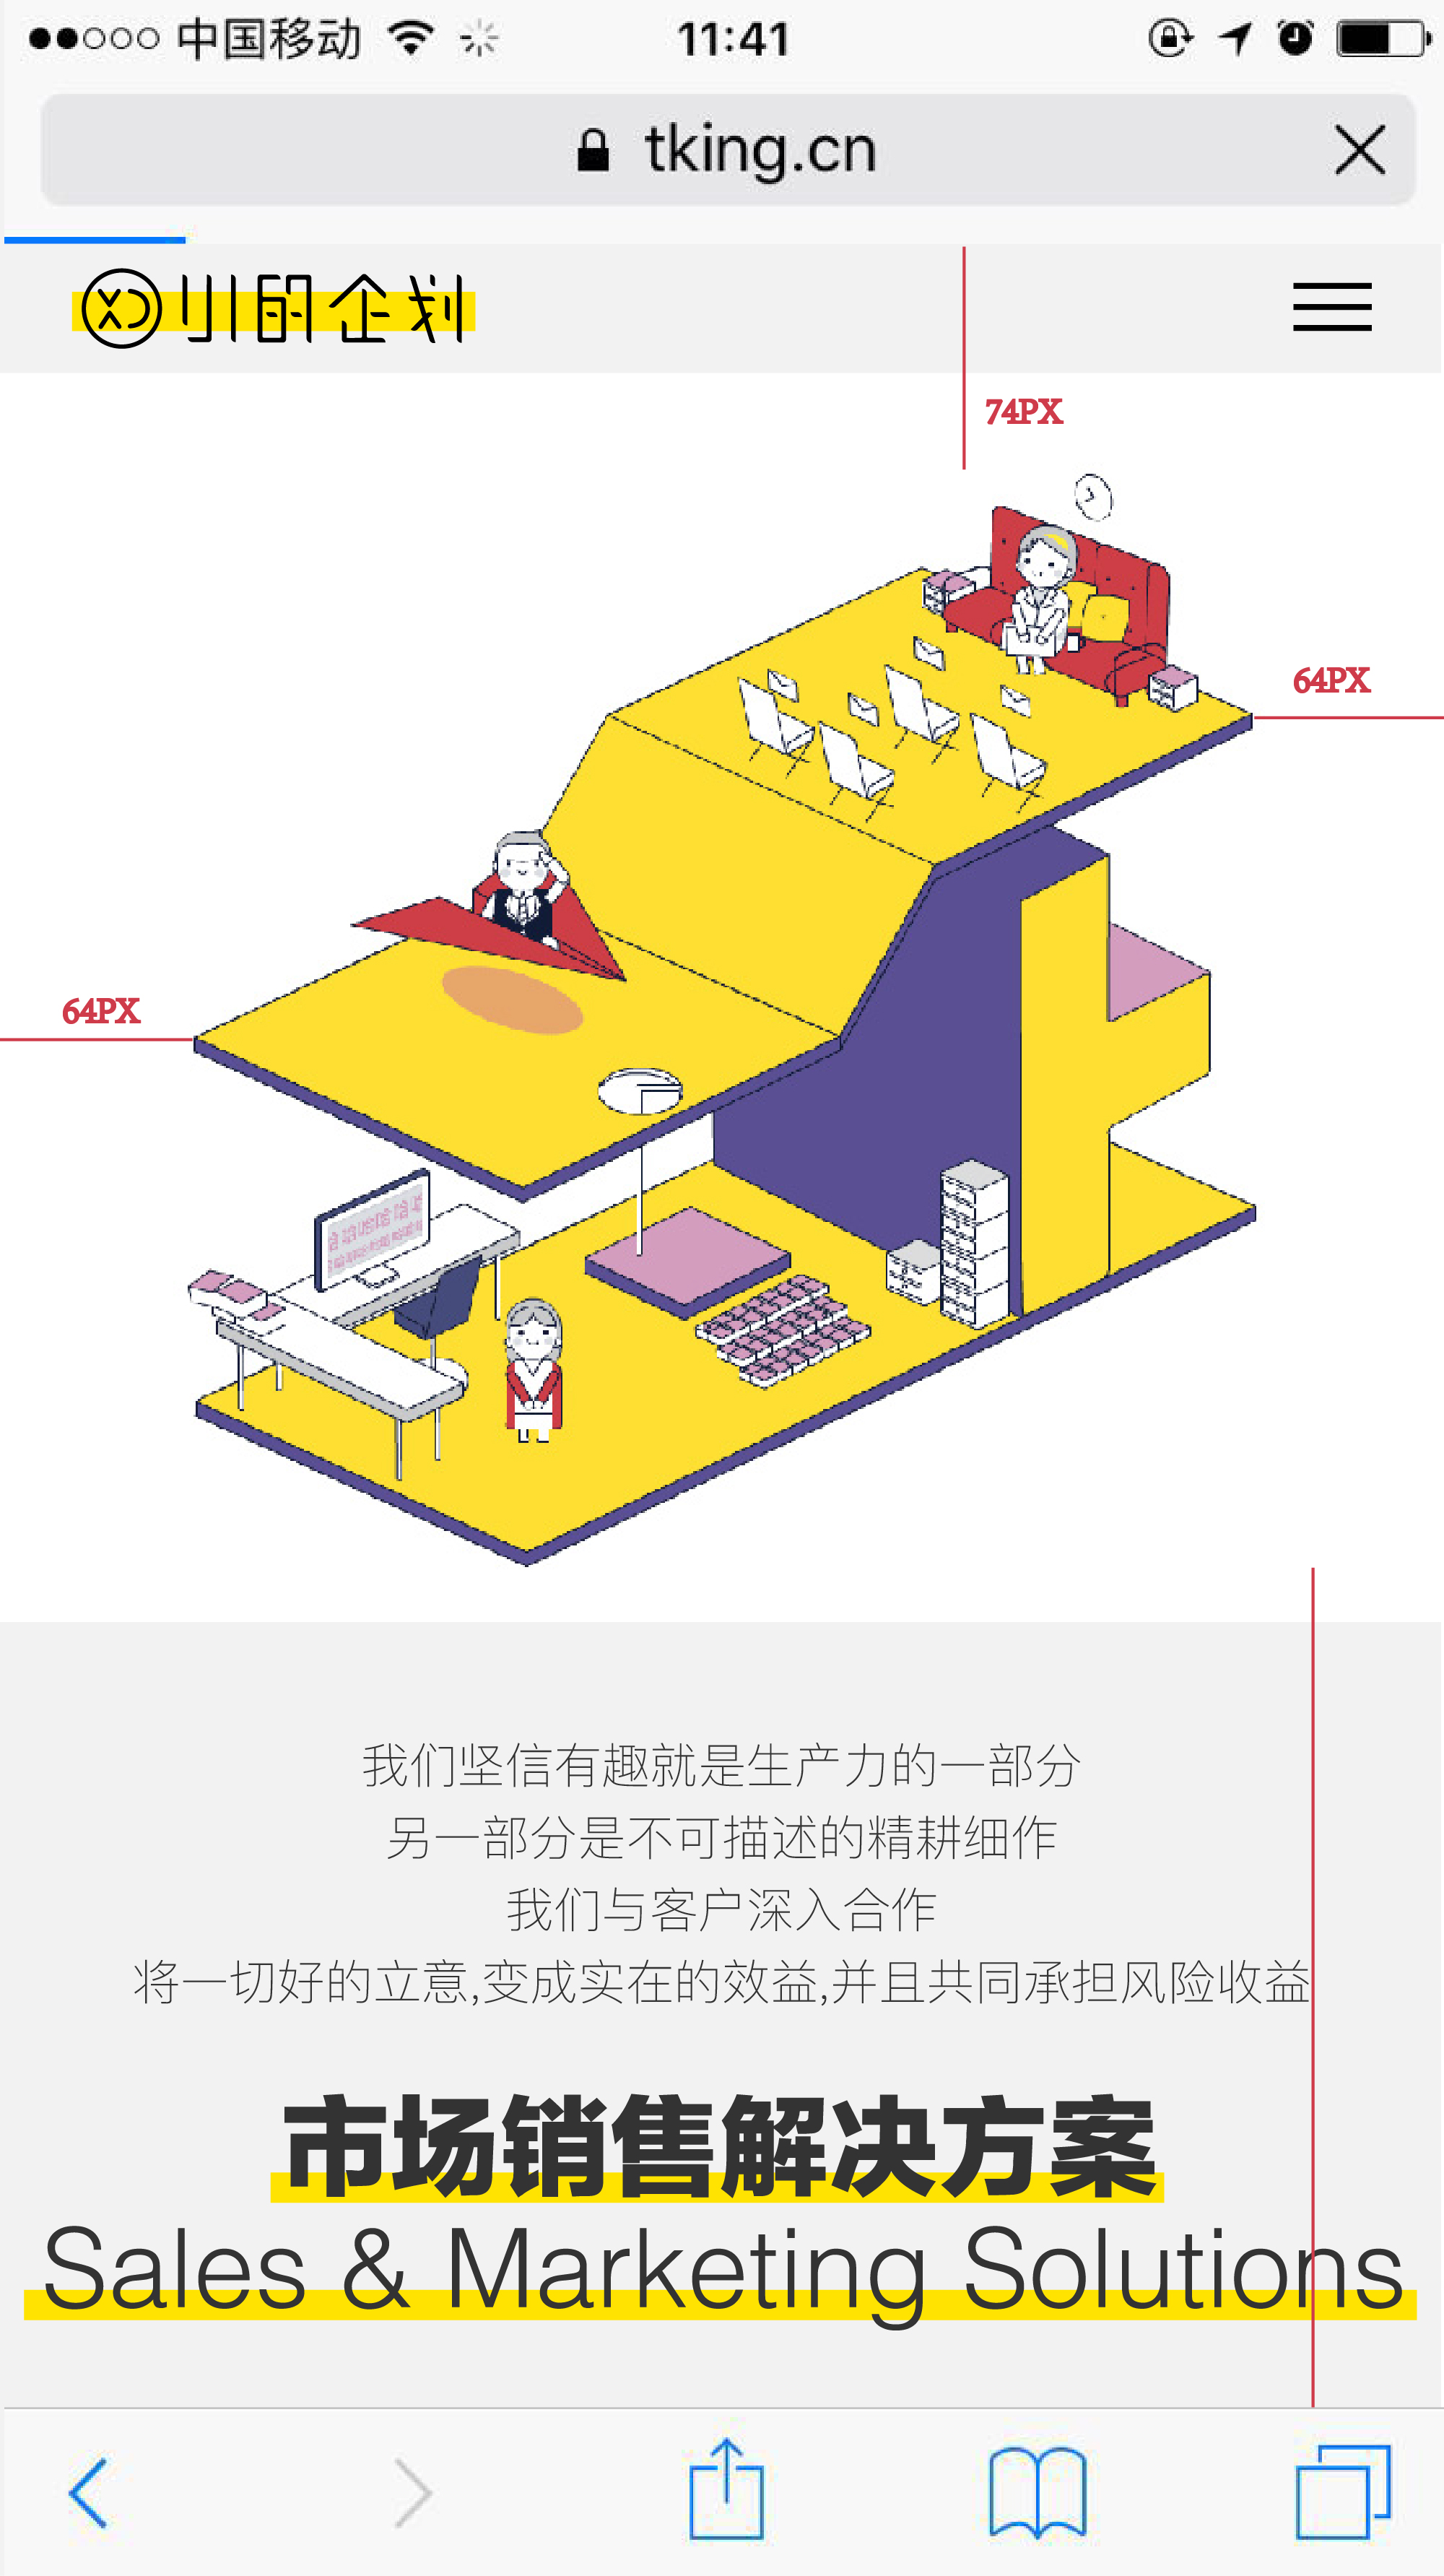 中国移动
11:41
tking.cn
小的企划
74PX
64PX
64PX
我们坚信有趣就是生产力的一部分
另一部分是不可描述的精耕细作
我们与客户深入合作
将一切好的立意,变成实在的效益,并且共同承担风险收益
市场销售解决方案
Sales & Marketing Solutions